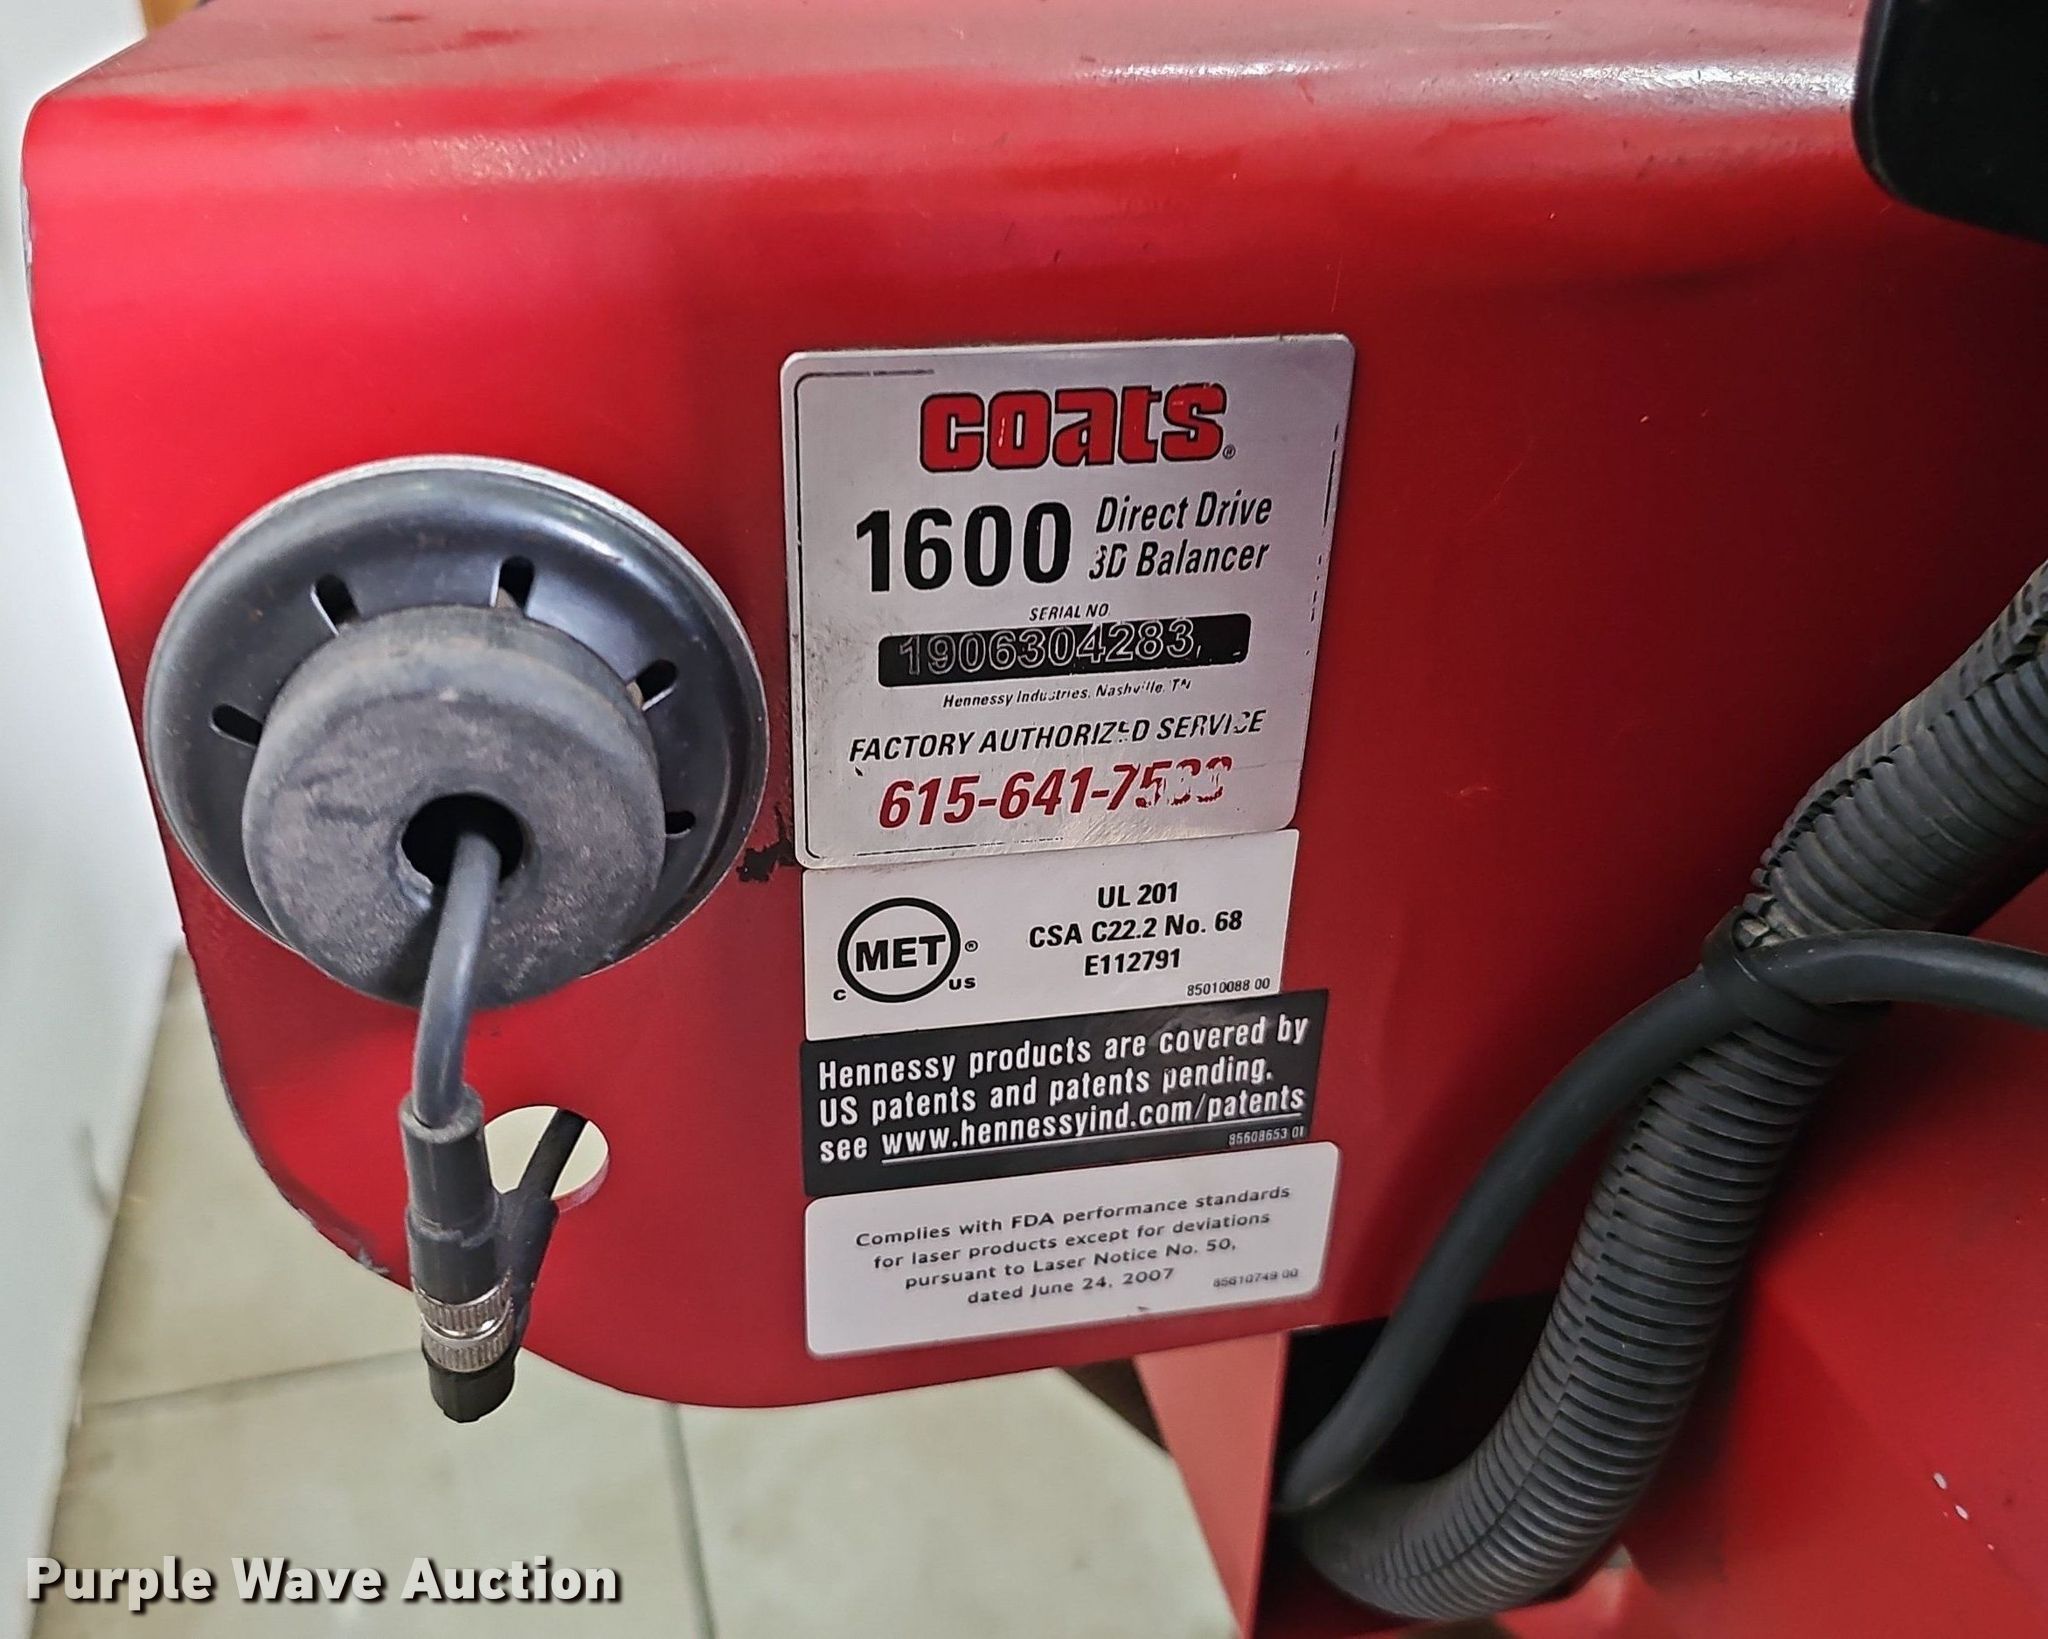 coats®
1600 Direct Drive
3D Balancer
SERIAL NO
1906304283
Hennessy Industries, Nashville, TN
FACTORY AUTHORIZED SERVICE
UL 201
CSA C22.2 No. 68
MET®
E112791
C US
85010088 00
Hennessy products are covered by
US patents and patents pending.
see www.hennessyind.com/patents
85608653 01
Complies with FDA performance standards
for laser products except for deviations
pursuant to Laser Notice No. 50,
dated June 24, 2007
85610749 00
Purple Wave Auction